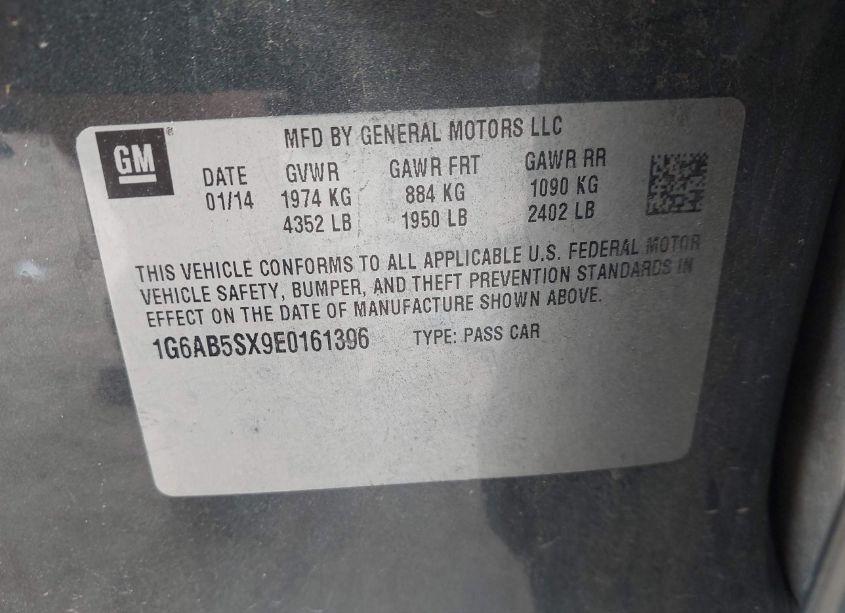 GM®
MFD BY GENERAL MOTORS LLC
DATE GVWR GAWR FRT GAWR RR
01/14 1974 KG 884 KG 1090 KG
4352 LB 1950 LB 2402 LB
THIS VEHICLE CONFORMS TO ALL APPLICABLE U.S. FEDERAL MOTOR
VEHICLE SAFETY, BUMPER, AND THEFT PREVENTION STANDARDS IN
EFFECT ON THE DATE OF MANUFACTURE SHOWN ABOVE.
1G6AB5SX9E0161396 TYPE: PASS CAR